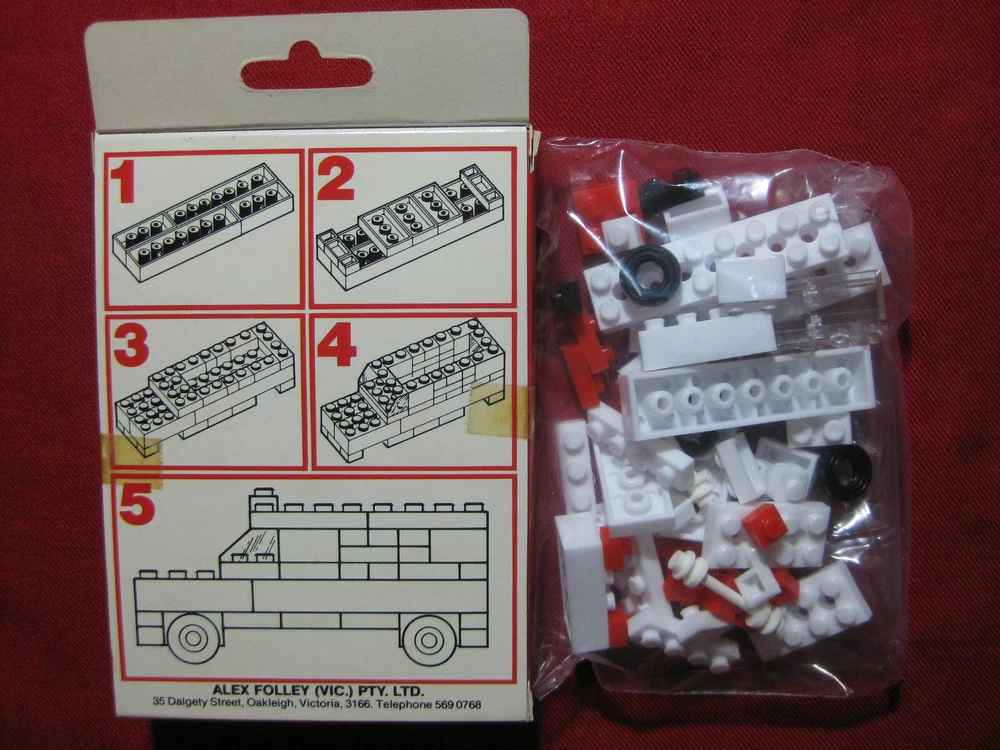 1
2
3
4
5
ALEX FOLLEY (VIC.) PTY. LTD.
35 Dalgety Street, Oakleigh, Victoria, 3166. Telephone 569 0768